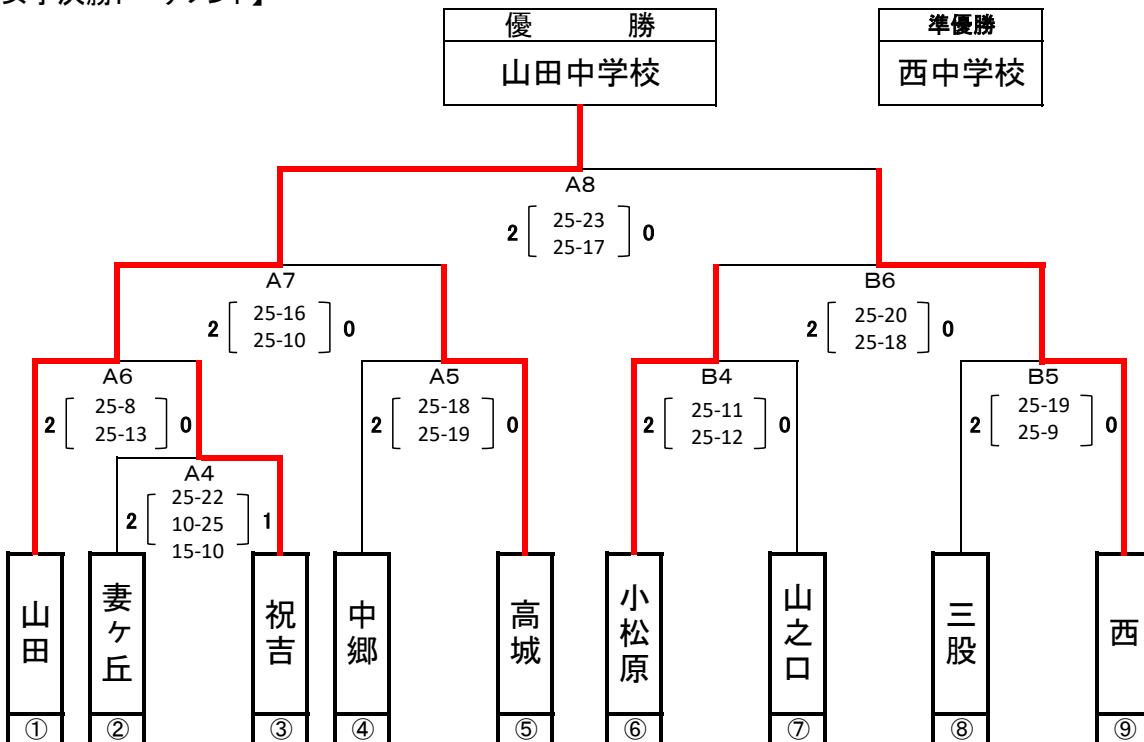 優 勝
山田中学校
準優勝
西中学校
A8
2 25-23 0
25-17
A7
2 25-16 0
25-10
B6
2 25-20 0
25-18
A6
2 25-8 0
25-13
A5
2 25-18 0
25-19
B4
2 25-11 0
25-12
B5
2 25-19 0
25-9
A4
25-22
2 10-25 1
15-10
山田
妻ヶ丘
祝吉
中郷
高城
小松原
山之口
三股
西
① ② ③ ④ ⑤ ⑥ ⑦ ⑧ ⑨